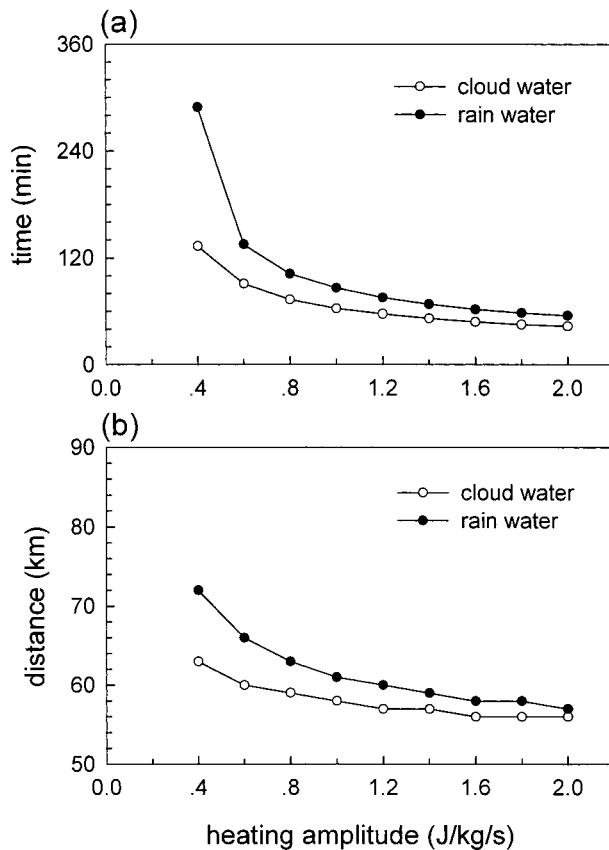 (a)
360
240
120
0
time (min)
cloud water
rain water
0.0 .4 .8 1.2 1.6 2.0
(b)
90
80
70
60
50
distance (km)
cloud water
rain water
0.0 .4 .8 1.2 1.6 2.0
heating amplitude (J/kg/s)